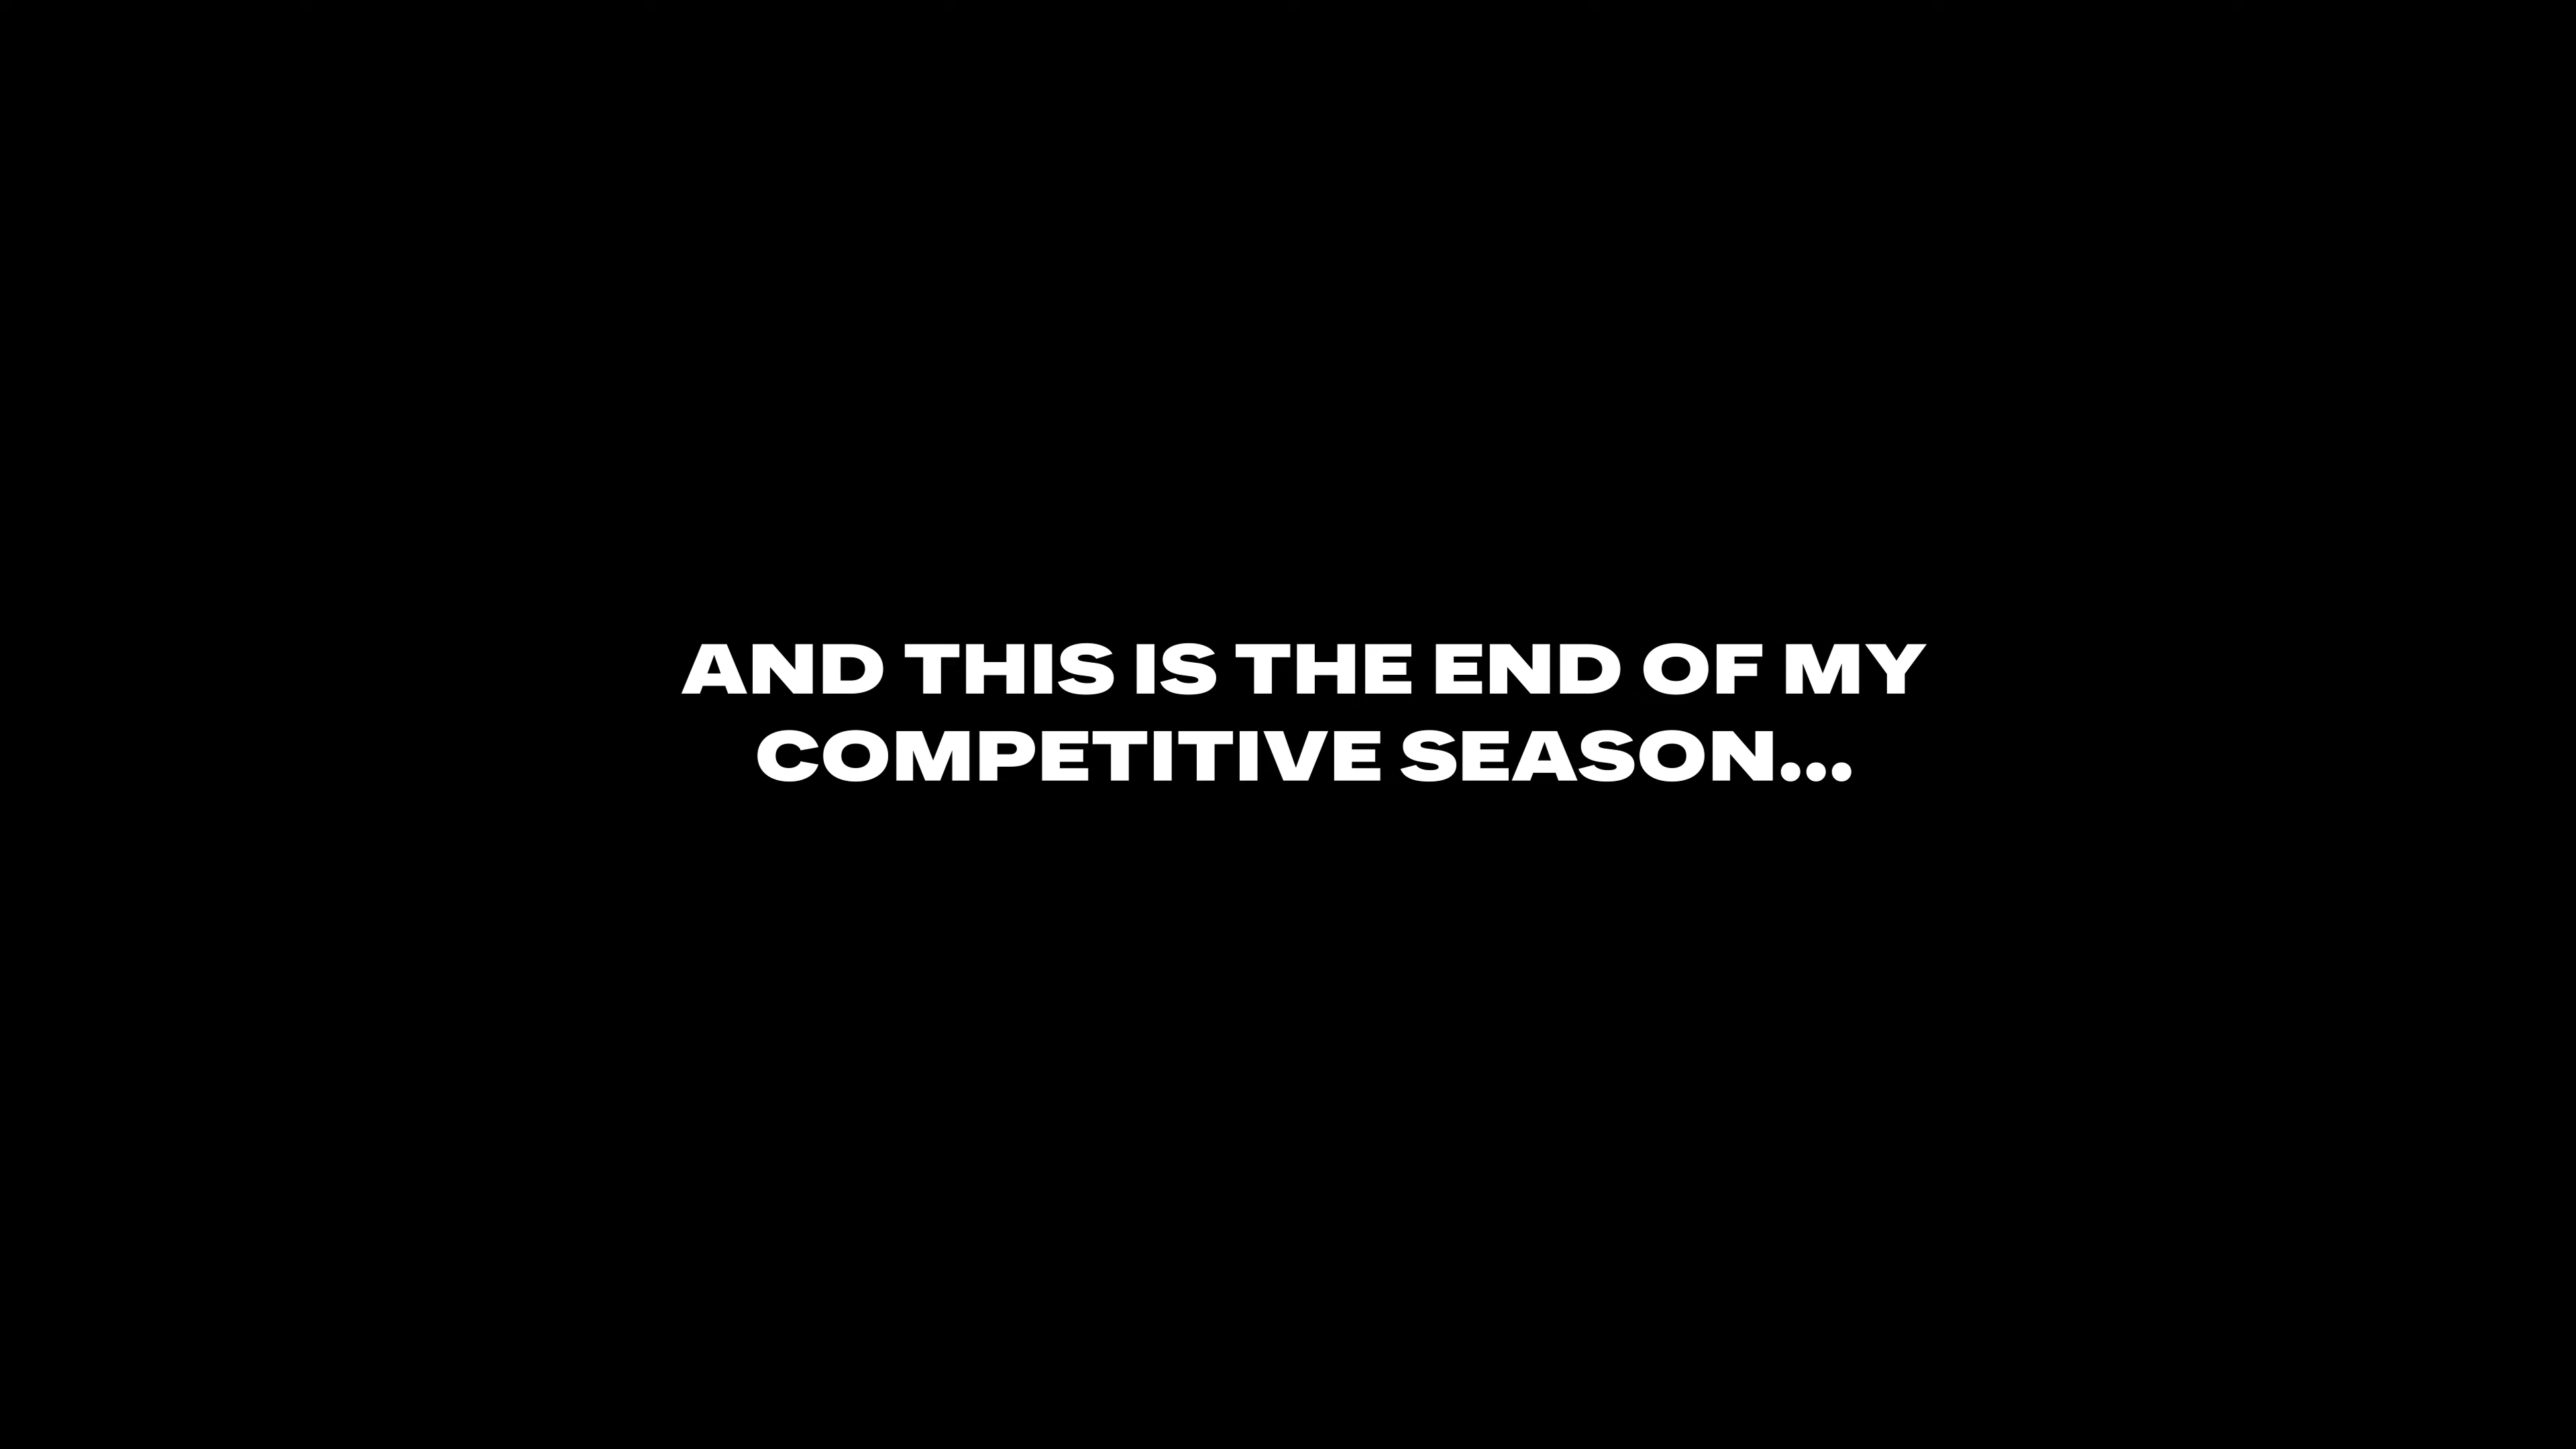 AND THIS IS THE END OF MY
COMPETITIVE SEASON...